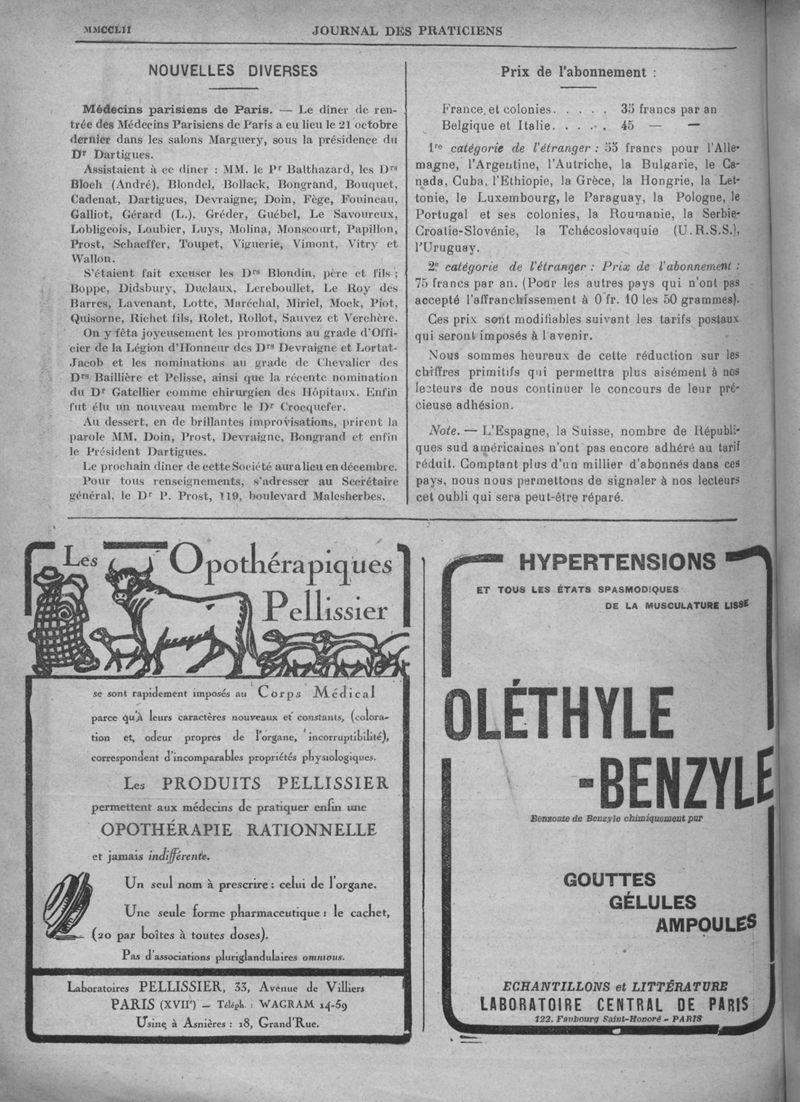 MMCCLII
JOURNAL DES PRATICIENS
NOUVELLES DIVERSES
Médecins parisiens de Paris. — Le dîner de ren-
trée des Médecins Parisiens de Paris a eu lieu le 21 octobre
dernier dans les salons Marguery, sous la présidence du
Dr Dartigues.
Assistaient à ce dîner : MM. le Pr Balthazard, les Drs
Bloch (André), Blondel, Bollack, Bongrand, Bouquet,
Cadenat, Dartigues, Devraigne, Doin, Fège, Fouineau,
Galliot, Gérard (L.), Gréder, Guébel, Le Savoureux,
Lobligeois, Loubier, Luys, Molina, Monscourt, Papillon,
Prost, Schaeffer, Toupet, Viguerie, Vimont, Vitry et
Wallon.
S'étaient fait excuser les Drs Blondin, père et fils ;
Boppe, Didsbury, Duclaux, Lereboullet, Le Roy des
Barres, Lavenant, Lotte, Maréchal, Miriel, Mock, Piot,
Quisorne, Richet fils, Rolet, Rollot, Sauvez et Verchère.
On y fêta joyeusement les promotions au grade d'Offi-
cier de la Légion d'Honneur des Drs Devraigne et Lortat-
Jacob et les nominations au grade de Chevalier des
Drs Baillière et Pelisse, ainsi que la récente nomination
du Dr Gatellier comme chirurgien des Hôpitaux. Enfin
fut élu un nouveau membre le Dr Crocquefer.
Au dessert, en de brillantes improvisations, prirent la
parole MM. Doin, Prost, Devraigne, Bongrand et enfin
le Président Dartigues.
Le prochain dîner de cette Société aura lieu en décembre.
Pour tous renseignements, s'adresser au Secrétaire
général, le Dr P. Prost, 119, boulevard Malesherbes.
Prix de l'abonnement :
France et colonies. . . . . 35 francs par an
Belgique et Italie. . . . . 45 — —
1re catégorie de l'étranger : 55 francs pour l'Alle-
magne, l'Argentine, l'Autriche, la Bulgarie, le Ca-
nada, Cuba, l'Ethiopie, la Grèce, la Hongrie, la Let-
tonie, le Luxembourg, le Paraguay, la Pologne, le
Portugal et ses colonies, la Roumanie, la Serbie-
Croatie-Slovénie, la Tchécoslovaquie (U.R.S.S.),
l'Uruguay.
2e catégorie de l'étranger : Prix de l'abonnement :
75 francs par an. (Pour les autres pays qui n'ont pas
accepté l'affranchissement à 0 fr. 10 les 50 grammes).
Ces prix sont modifiables suivant les tarifs postaux
qui seront imposés à l'avenir.
Nous sommes heureux de cette réduction sur les
chiffres primitifs qui permettra plus aisément à nos
lecteurs de nous continuer le concours de leur pré-
cieuse adhésion.
Note. — L'Espagne, la Suisse, nombre de Républi-
ques sud américaines n'ont pas encore adhéré au tarif
réduit. Comptant plus d'un millier d'abonnés dans ces
pays, nous nous permettons de signaler à nos lecteurs
cet oubli qui sera peut-être réparé.
Les Opothérapiques
Pellissier
se sont rapidement imposés au Corps Médical
parce qu'à leurs caractères nouveaux et constants, (colora-
tion et, odeur propres de l'organe, incorruptibilité),
correspondent d'incomparables propriétés physiologiques.
Les PRODUITS PELLISSIER
permettent aux médecins de pratiquer enfin une
OPOTHÉRAPIE RATIONNELLE
et jamais indifférente.
Un seul nom à prescrire : celui de l'organe.
Une seule forme pharmaceutique : le cachet,
(20 par boîtes à toutes doses).
Pas d'associations pluriglandulaires omnious.
Laboratoires PELLISSIER, 33, Avenue de Villiers
PARIS (XVIIe) — Téléph. : WAGRAM 14-59
Usine à Asnières : 18, Grand'Rue.
HYPERTENSIONS
ET TOUS LES ÉTATS SPASMODIQUES
DE LA MUSCULATURE LISSE
OLÉTHYLE
-BENZYLE
Benzoate de Benzyle chimiquement pur
GOUTTES
GÉLULES
AMPOULES
ECHANTILLONS et LITTÉRATURE
LABORATOIRE CENTRAL DE PARIS
122, Faubourg Saint-Honoré - PARIS